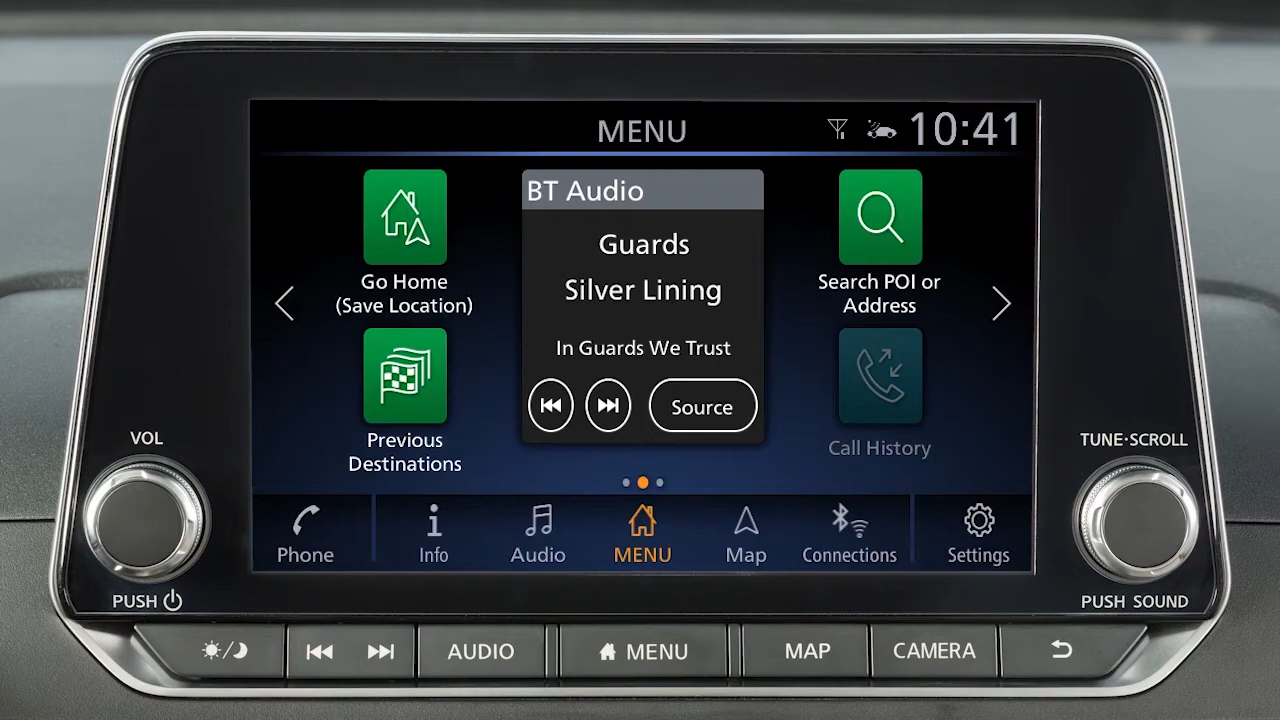 MENU
10:41
BT Audio
Guards
Silver Lining
In Guards We Trust
Source
Go Home
(Save Location)
Previous
Destinations
Search POI or
Address
Call History
Phone
Info
Audio
MENU
Map
Connections
Settings
VOL
PUSH
TUNE·SCROLL
PUSH SOUND
AUDIO
MENU
MAP
CAMERA